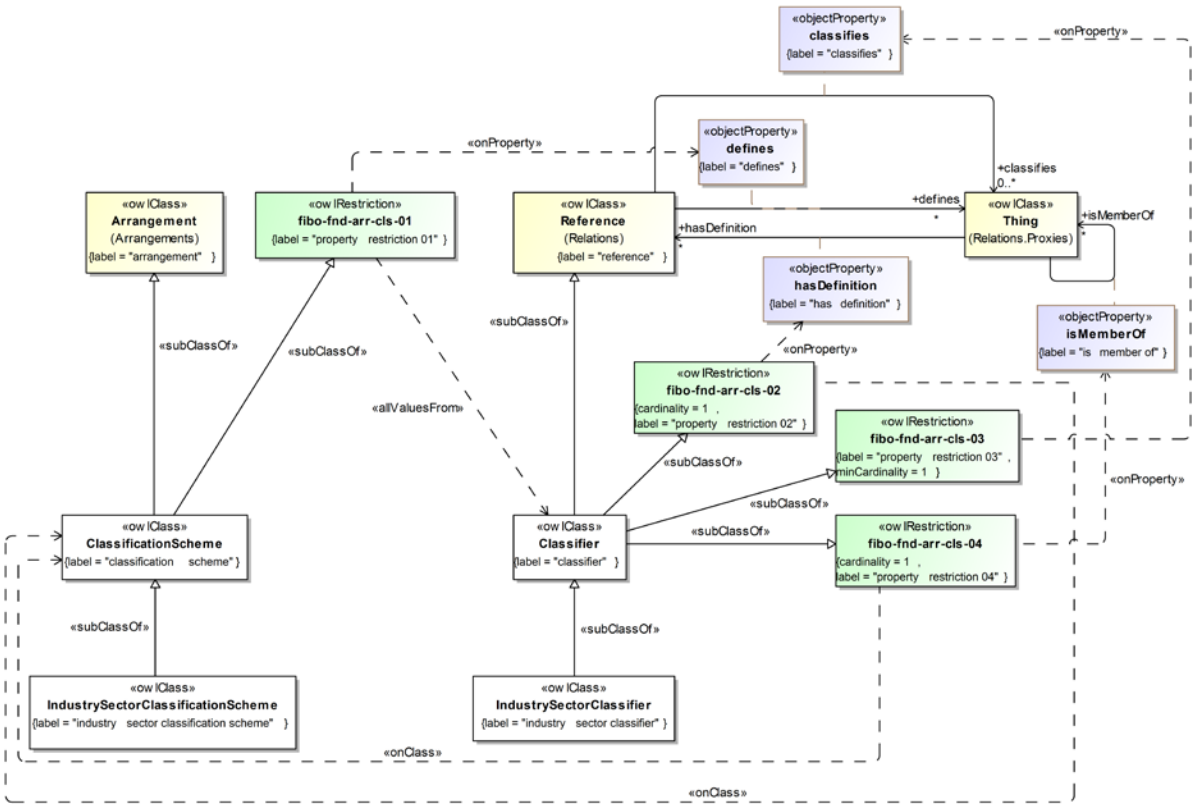 «objectProperty»
classifies
{label = "classifies" }
«onProperty»
«objectProperty»
defines
{label = "defines" }
«onProperty»
+classifies
0..*
«owlClass»
Arrangement
(Arrangements)
{label = "arrangement" }
«owlRestriction»
fibo-fnd-arr-cls-01
{label = "property restriction 01" }
«owlClass»
Reference
(Relations)
{label = "reference" }
+defines
*
+hasDefinition
*
«owlClass»
Thing
(Relations.Proxies)
+isMemberOf
*
«objectProperty»
hasDefinition
{label = "has definition" }
«objectProperty»
isMemberOf
{label = "is member of" }
«subClassOf»
«subClassOf»
«subClassOf»
«onProperty»
«allValuesFrom»
«owlRestriction»
fibo-fnd-arr-cls-02
{cardinality = 1 ,
label = "property restriction 02" }
«subClassOf»
«owlRestriction»
fibo-fnd-arr-cls-03
{label = "property restriction 03" ,
minCardinality = 1 }
«onProperty»
«subClassOf»
«subClassOf»
«owlClass»
ClassificationScheme
{label = "classification scheme" }
«owlClass»
Classifier
{label = "classifier" }
«owlRestriction»
fibo-fnd-arr-cls-04
{cardinality = 1 ,
label = "property restriction 04" }
«subClassOf»
«subClassOf»
«owlClass»
IndustrySectorClassificationScheme
{label = "industry sector classification scheme" }
«owlClass»
IndustrySectorClassifier
{label = "industry sector classifier" }
«onClass»
«onClass»